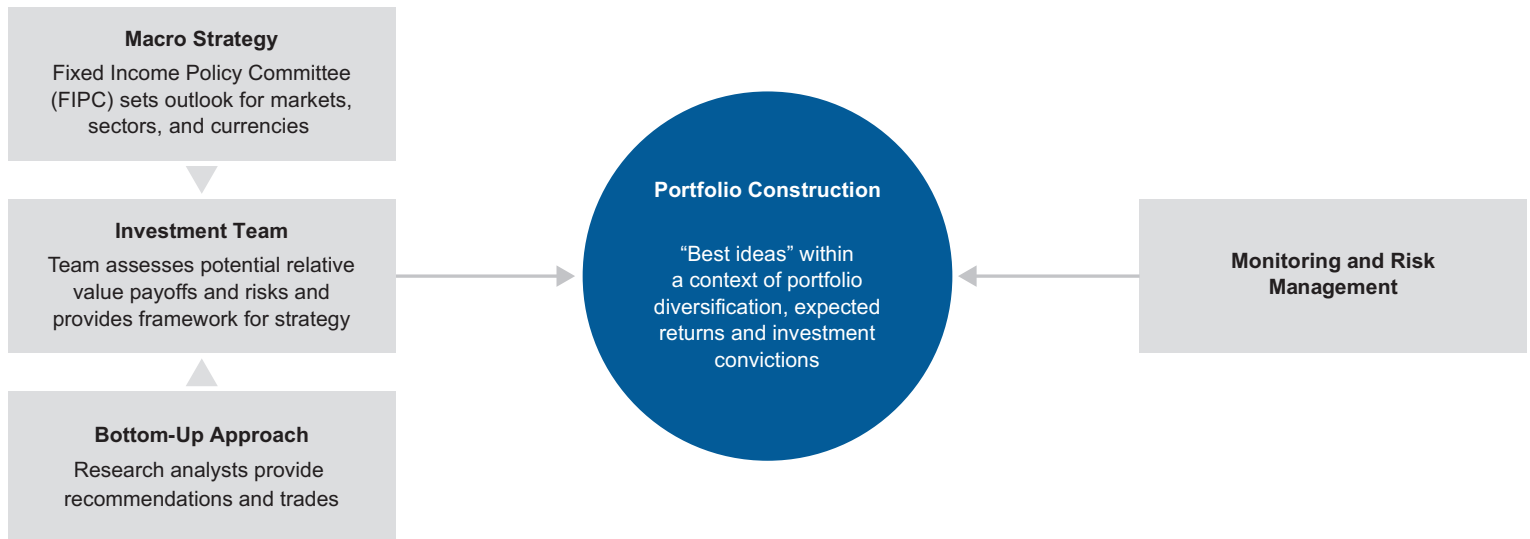 Macro Strategy
Fixed Income Policy Committee
(FIPC) sets outlook for markets,
sectors, and currencies
Investment Team
Team assesses potential relative
value payoffs and risks and
provides framework for strategy
Bottom-Up Approach
Research analysts provide
recommendations and trades
Portfolio Construction
“Best ideas” within
a context of portfolio
diversification, expected
returns and investment
convictions
Monitoring and Risk
Management